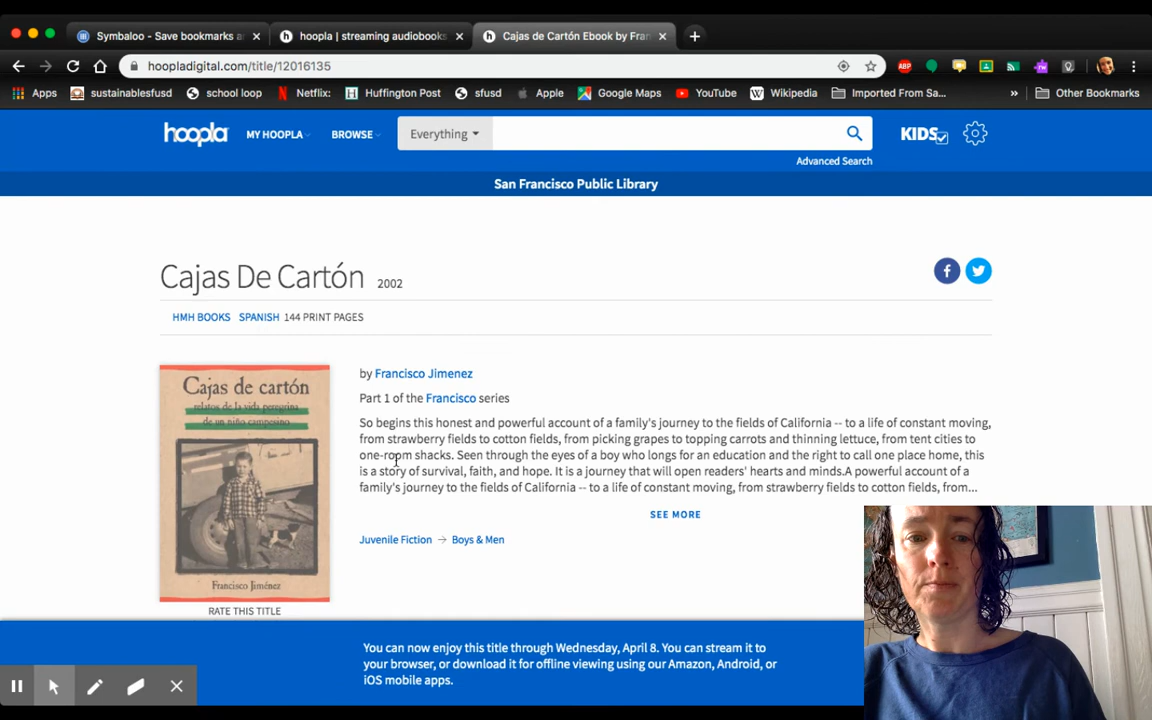 Symbaloo - Save bookmarks a
hoopla | streaming audiobooks
Cajas de Cartón Ebook by Fran
hoopladigital.com/title/12016135
ABP
Apps
sustainablesfusd
school loop
Netflix:
Huffington Post
sfusd
Apple
Google Maps
YouTube
Wikipedia
Imported From Sa...
»
Other Bookmarks
hoopla
MY HOOPLA
BROWSE
Everything
KIDS
Advanced Search
San Francisco Public Library
Cajas De Cartón 2002
HMH BOOKS SPANISH 144 PRINT PAGES
Cajas de cartón
relatos de la vida peregrina
de un niño campesino
Francisco Jiménez
RATE THIS TITLE
by Francisco Jimenez
Part 1 of the Francisco series
So begins this honest and powerful account of a family's journey to the fields of California -- to a life of constant moving,
from strawberry fields to cotton fields, from picking grapes to topping carrots and thinning lettuce, from tent cities to
one-room shacks. Seen through the eyes of a boy who longs for an education and the right to call one place home, this
is a story of survival, faith, and hope. It is a journey that will open readers' hearts and minds.A powerful account of a
family's journey to the fields of California -- to a life of constant moving, from strawberry fields to cotton fields, from...
SEE MORE
Juvenile Fiction → Boys & Men
You can now enjoy this title through Wednesday, April 8. You can stream it to
your browser, or download it for offline viewing using our Amazon, Android, or
iOS mobile apps.